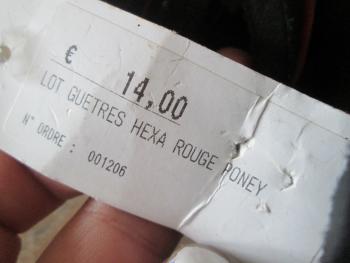 € 14,00
LOT GUETRES HEXA ROUGE PONEY
N° ORDRE : 001206